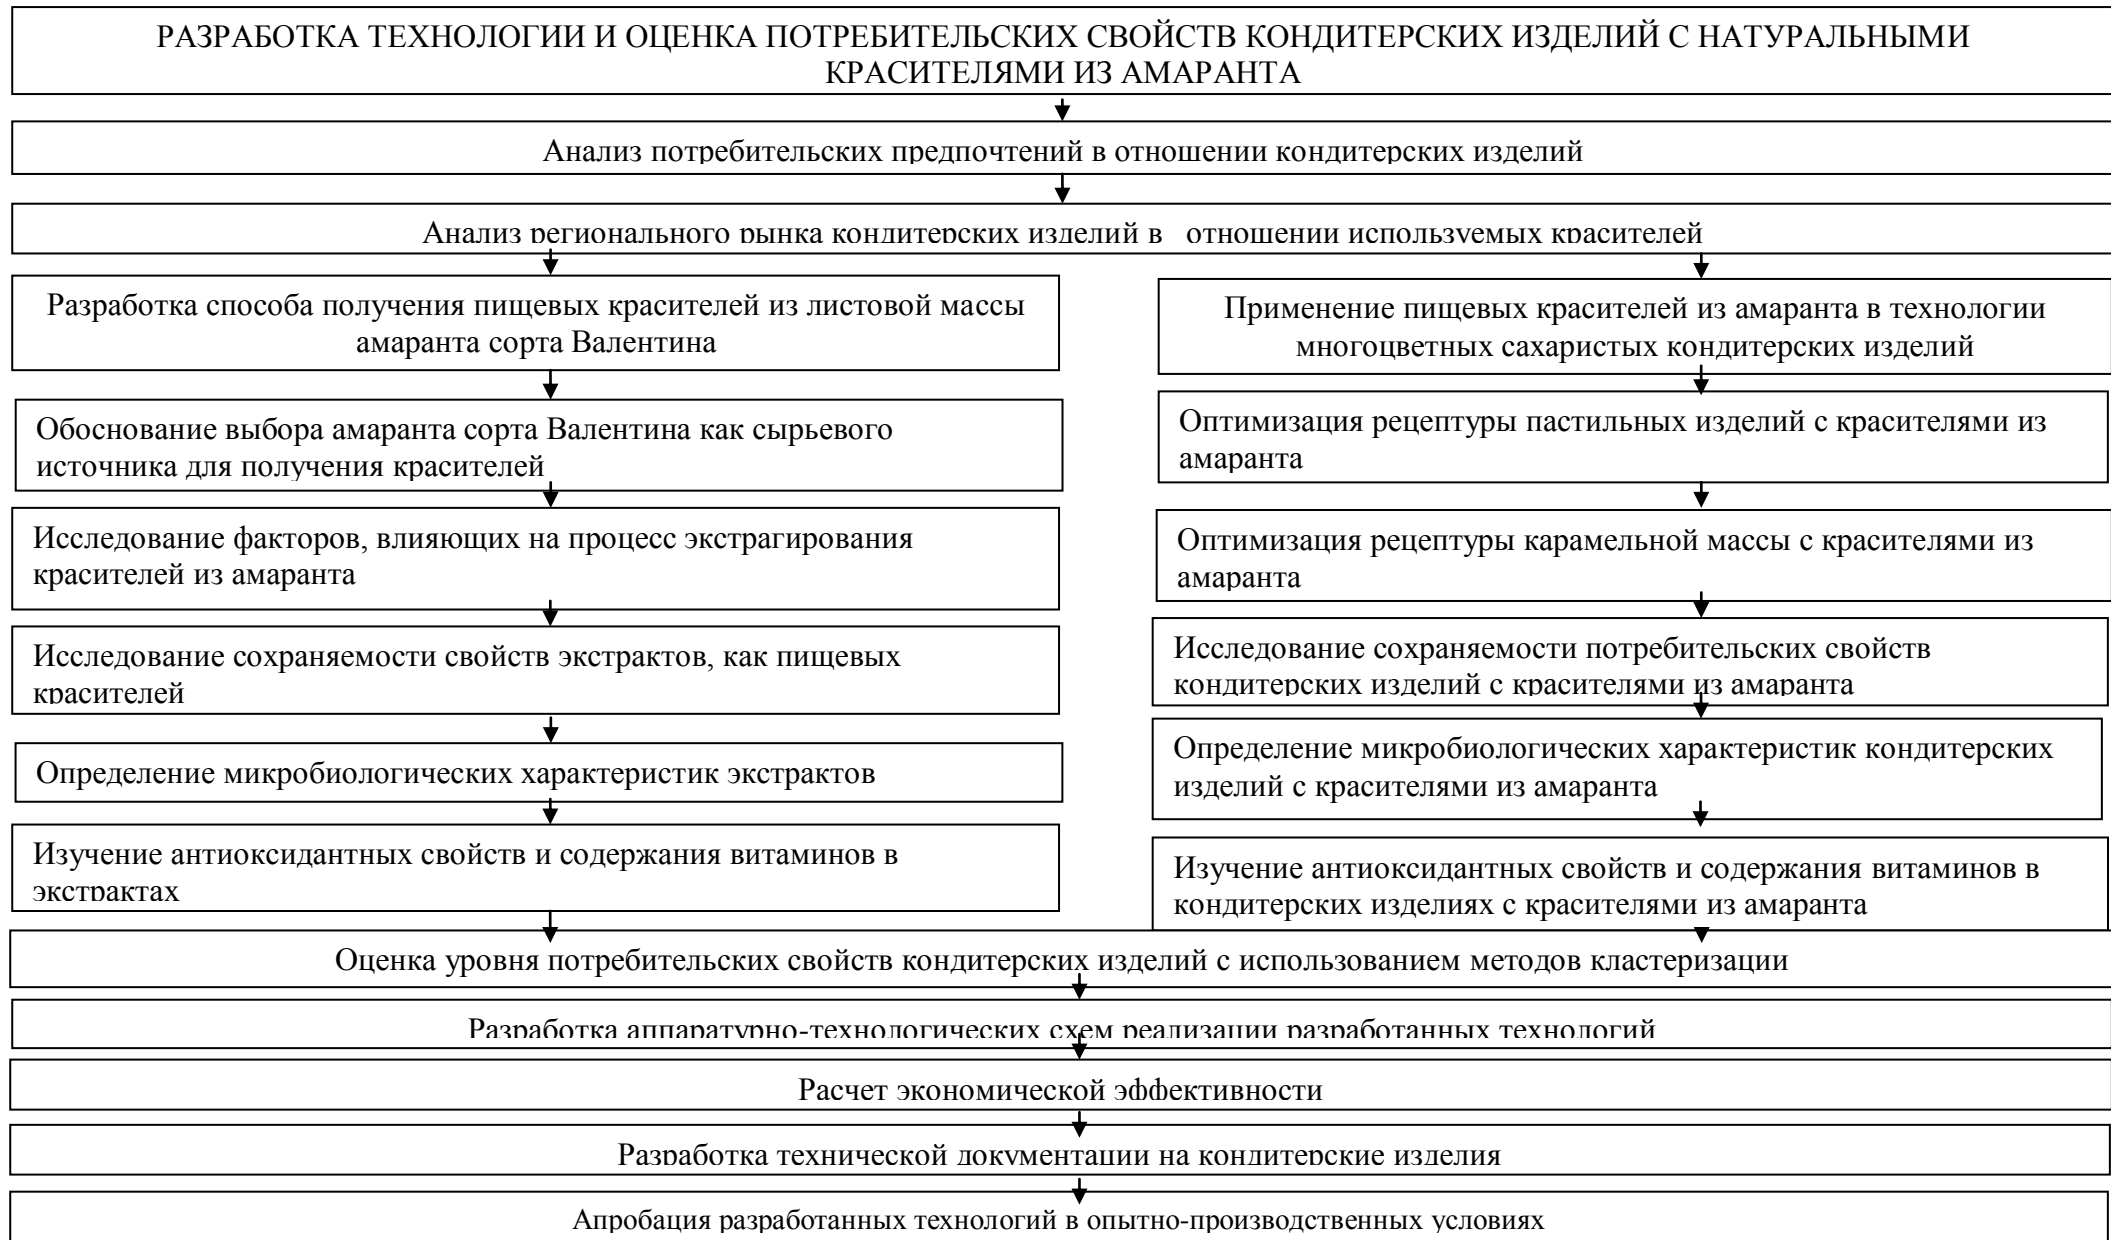 РАЗРАБОТКА ТЕХНОЛОГИИ И ОЦЕНКА ПОТРЕБИТЕЛЬСКИХ СВОЙСТВ КОНДИТЕРСКИХ ИЗДЕЛИЙ С НАТУРАЛЬНЫМИ
КРАСИТЕЛЯМИ ИЗ АМАРАНТА
Анализ потребительских предпочтений в отношении кондитерских изделий
Анализ регионального рынка кондитерских изделий в отношении используемых красителей
Разработка способа получения пищевых красителей из листовой массы
амаранта сорта Валентина
Обоснование выбора амаранта сорта Валентина как сырьевого
источника для получения красителей
Исследование факторов, влияющих на процесс экстрагирования
красителей из амаранта
Исследование сохраняемости свойств экстрактов, как пищевых
красителей
Определение микробиологических характеристик экстрактов
Изучение антиоксидантных свойств и содержания витаминов в
экстрактах
Применение пищевых красителей из амаранта в технологии
многоцветных сахаристых кондитерских изделий
Оптимизация рецептуры пастильных изделий с красителями из
амаранта
Оптимизация рецептуры карамельной массы с красителями из
амаранта
Исследование сохраняемости потребительских свойств
кондитерских изделий с красителями из амаранта
Определение микробиологических характеристик кондитерских
изделий с красителями из амаранта
Изучение антиоксидантных свойств и содержания витаминов в
кондитерских изделиях с красителями из амаранта
Оценка уровня потребительских свойств кондитерских изделий с использованием методов кластеризации
Разработка аппаратурно-технологических схем реализации разработанных технологий
Расчет экономической эффективности
Разработка технической документации на кондитерские изделия
Апробация разработанных технологий в опытно-производственных условиях